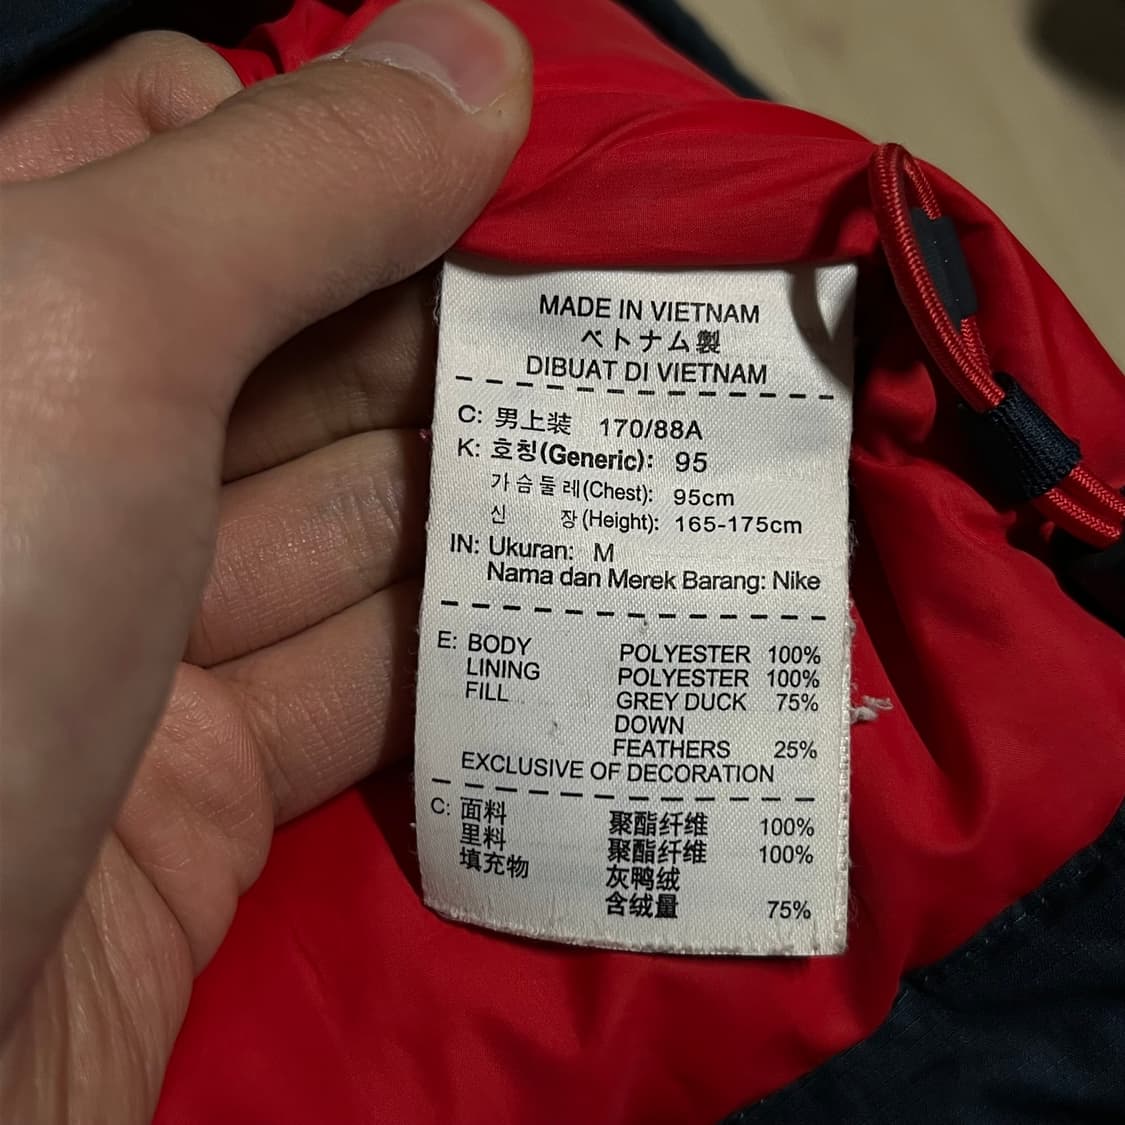 MADE IN VIETNAM
ベトナム製
DIBUAT DI VIETNAM
C: 男上装 170/88A
K: 호칭(Generic): 95
가슴둘레(Chest): 95cm
신 장(Height): 165-175cm
IN: Ukuran: M
Nama dan Merek Barang: Nike
E: BODY POLYESTER 100%
LINING POLYESTER 100%
FILL GREY DUCK 75%
DOWN
FEATHERS 25%
EXCLUSIVE OF DECORATION
C: 面料 聚酯纤维 100%
里料 聚酯纤维 100%
填充物 灰鸭绒
含绒量 75%